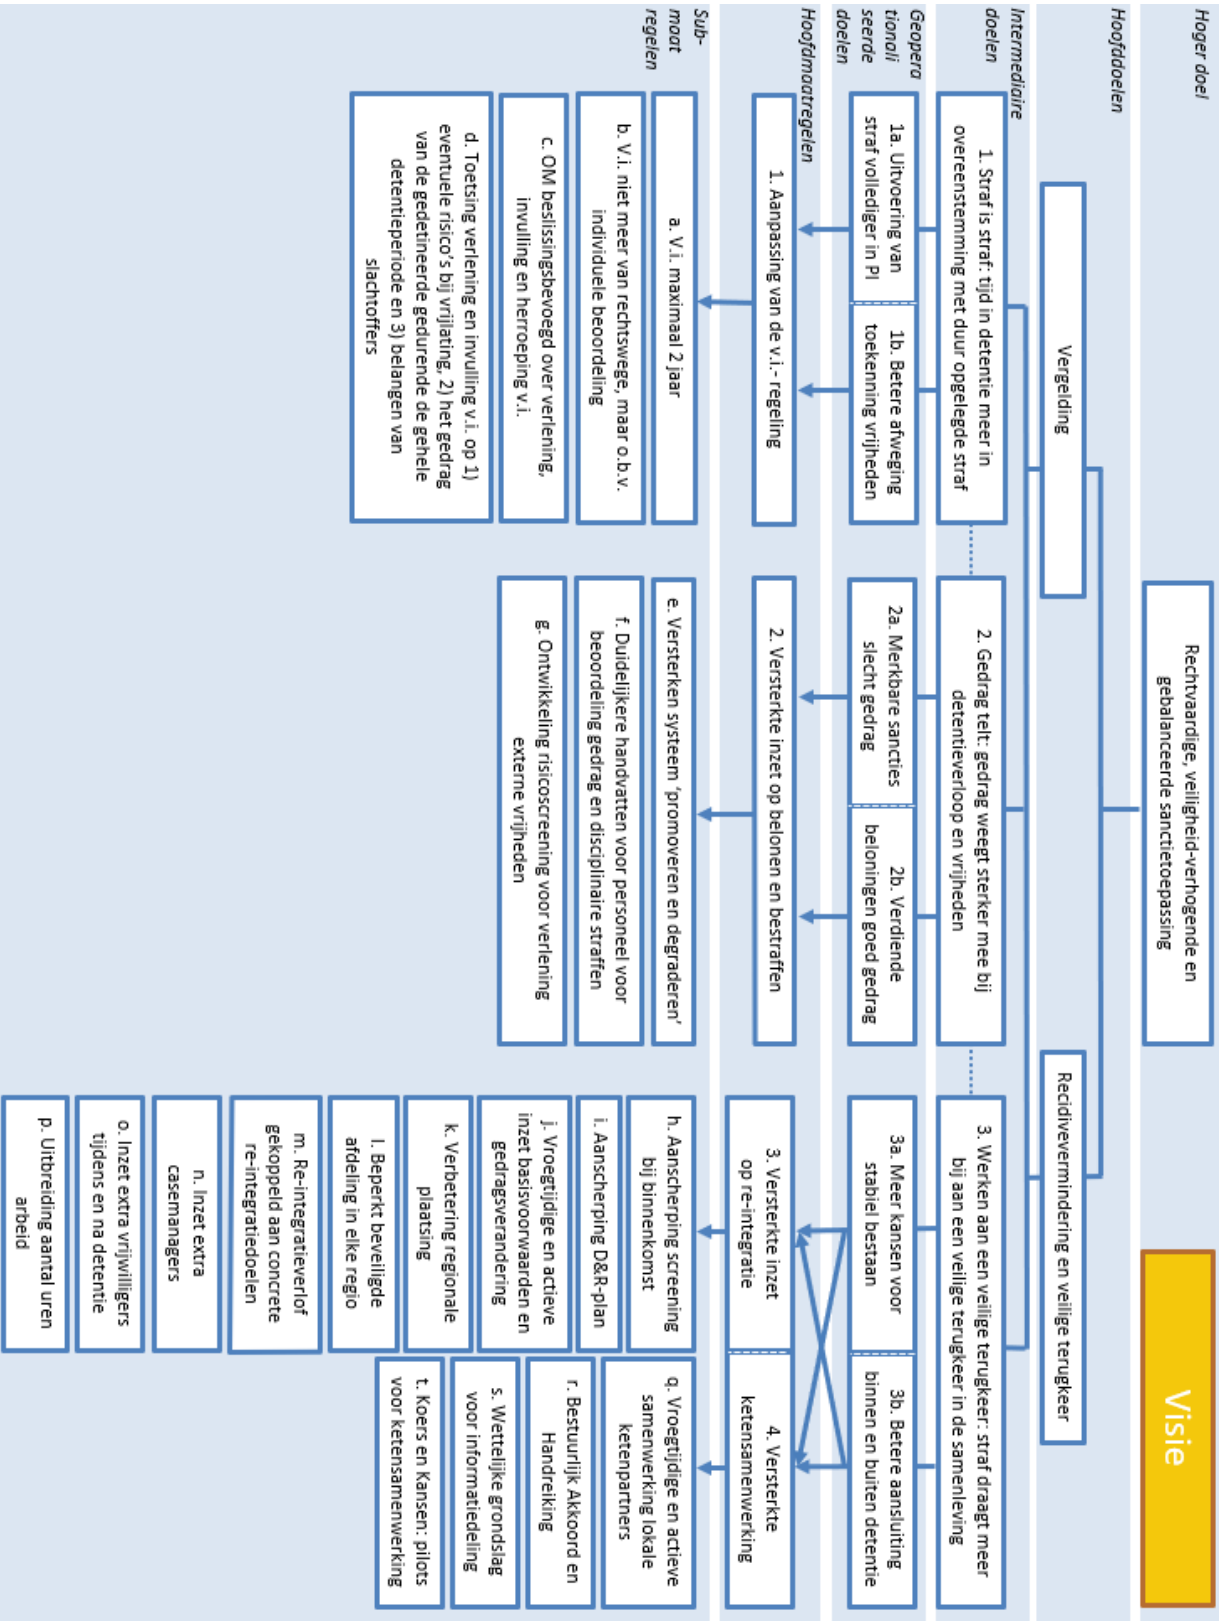 Visie
Hoger doel
Rechtvaardige, veiligheid-verhogende en
gebalanceerde sanctietoepassing
Hoofddoelen
Vergelding
Recidivevermindering en veilige terugkeer
Intermediaire
doelen
1. Straf is straf: tijd in detentie meer in
overeenstemming met duur opgelegde straf
2. Gedrag telt: gedrag weegt sterker mee bij
detentieverloop en vrijheden
3. Werken aan een veilige terugkeer: straf draagt meer
bij aan een veilige terugkeer in de samenleving
Geopera
tionali
seerde
doelen
1a. Uitvoering van
straf vollediger in PI
1b. Betere afweging
toekenning vrijheden
2a. Merkbare sancties
slecht gedrag
2b. Verdiende
beloningen goed gedrag
3a. Meer kansen voor
stabiel bestaan
3b. Betere aansluiting
binnen en buiten detentie
Hoofdmaatregelen
1. Aanpassing van de v.i.- regeling
2. Versterkte inzet op belonen en bestraffen
3. Versterkte inzet
op re-integratie
4. Versterkte
ketensamenwerking
Sub-
maat
regelen
a. V.i. maximaal 2 jaar
b. V.i. niet meer van rechtswege, maar o.b.v.
individuele beoordeling
c. OM beslissingsbevoegd over verlening,
invulling en herroeping v.i.
d. Toetsing verlening en invulling v.i. op 1)
eventuele risico's bij vrijlating, 2) het gedrag
van de gedetineerde gedurende de gehele
detentieperiode en 3) belangen van
slachtoffers
e. Versterken systeem 'promoveren en degraderen'
f. Duidelijkere handvatten voor personeel voor
beoordeling gedrag en disciplinaire straffen
g. Ontwikkeling risicoscreening voor verlening
externe vrijheden
h. Aanscherping screening
bij binnenkomst
i. Aanscherping D&R-plan
j. Vroegtijdige en actieve
inzet basisvoorwaarden en
gedragsverandering
k. Verbetering regionale
plaatsing
l. Beperkt beveiligde
afdeling in elke regio
m. Re-integratieverlof
gekoppeld aan concrete
re-integratiedoelen
n. Inzet extra
casemanagers
o. Inzet extra vrijwilligers
tijdens en na detentie
p. Uitbreiding aantal uren
arbeid
q. Vroegtijdige en actieve
samenwerking lokale
ketenpartners
r. Bestuurlijk Akkoord en
Handreiking
s. Wettelijke grondslag
voor informatiedeling
t. Koers en Kansen: pilots
voor ketensamenwerking